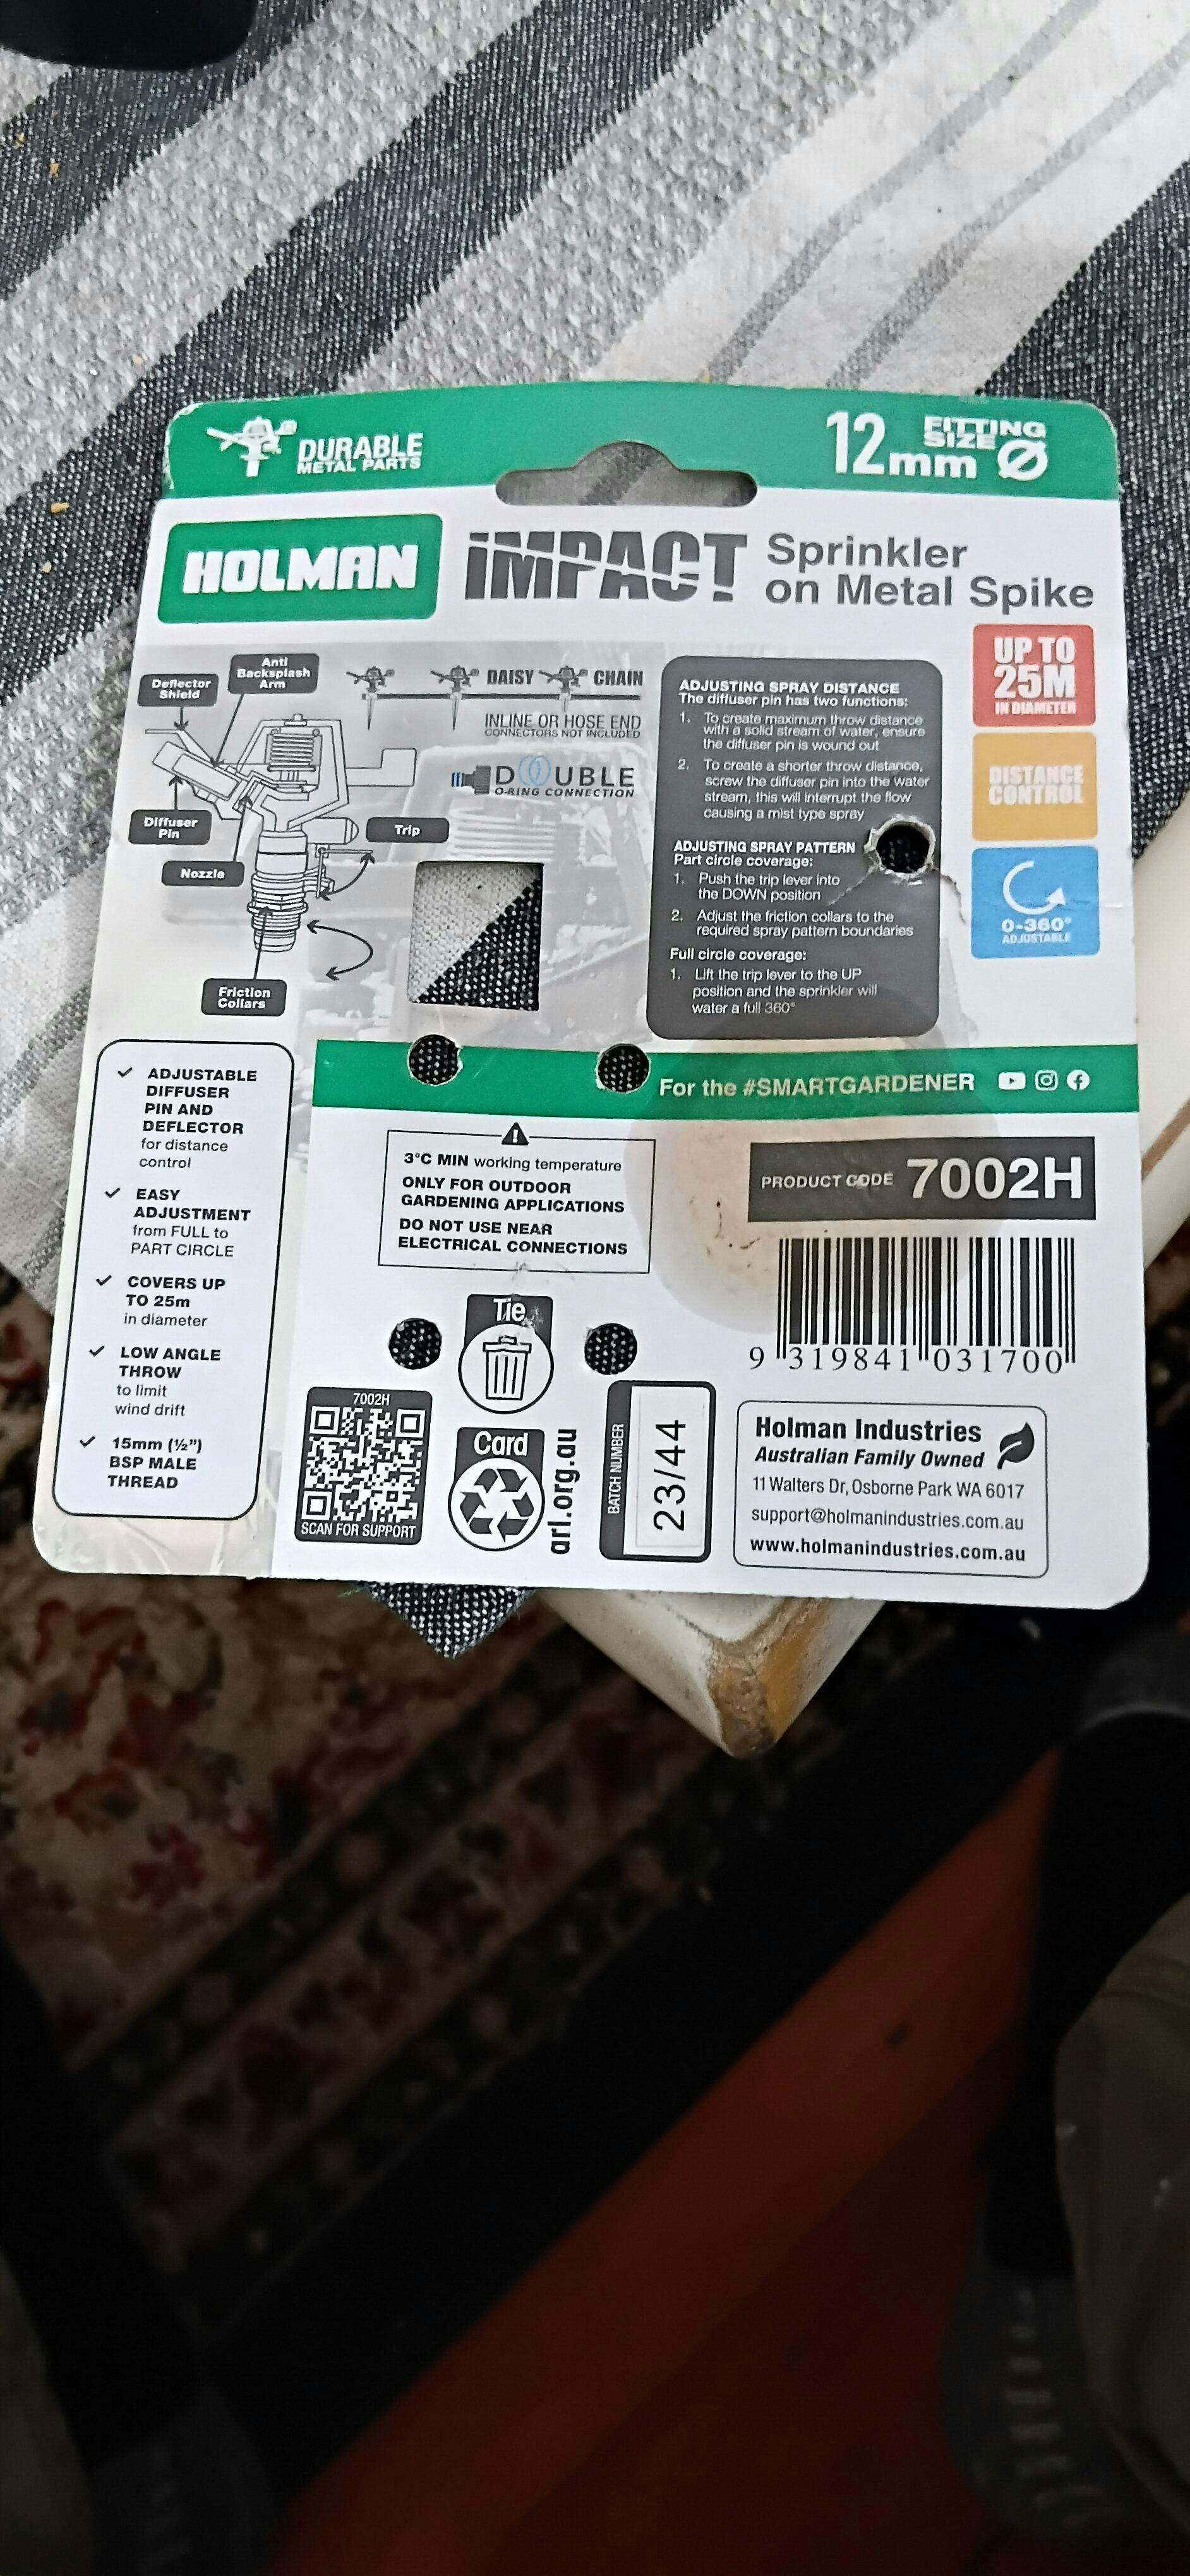 DURABLE
METAL PARTS
12mm FITTING SIZE Ø
HOLMAN
IMPACT Sprinkler
on Metal Spike
Deflector
Shield
Anti
Backsplash
Arm
Diffuser
Pin
Nozzle
Trip
Friction
Collars
DAISY CHAIN
INLINE OR HOSE END
CONNECTORS NOT INCLUDED
DOUBLE
O-RING CONNECTION
ADJUSTING SPRAY DISTANCE
The diffuser pin has two functions:
1. To create maximum throw distance
with a solid stream of water, ensure
the diffuser pin is wound out
2. To create a shorter throw distance,
screw the diffuser pin into the water
stream, this will interrupt the flow
causing a mist type spray
ADJUSTING SPRAY PATTERN
Part circle coverage:
1. Push the trip lever into
the DOWN position
2. Adjust the friction collars to the
required spray pattern boundaries
Full circle coverage:
1. Lift the trip lever to the UP
position and the sprinkler will
water a full 360°
UP TO
25M
IN DIAMETER
DISTANCE
CONTROL
0-360°
ADJUSTABLE
✓ ADJUSTABLE
DIFFUSER
PIN AND
DEFLECTOR
for distance
control
✓ EASY
ADJUSTMENT
from FULL to
PART CIRCLE
✓ COVERS UP
TO 25m
in diameter
✓ LOW ANGLE
THROW
to limit
wind drift
✓ 15mm (½")
BSP MALE
THREAD
For the #SMARTGARDENER
3°C MIN working temperature
ONLY FOR OUTDOOR
GARDENING APPLICATIONS
DO NOT USE NEAR
ELECTRICAL CONNECTIONS
PRODUCT CODE 7002H
9 319841 031700
Tie
Card
arl.org.au
7002H
SCAN FOR SUPPORT
BATCH NUMBER
23/44
Holman Industries
Australian Family Owned
11 Walters Dr, Osborne Park WA 6017
support@holmanindustries.com.au
www.holmanindustries.com.au